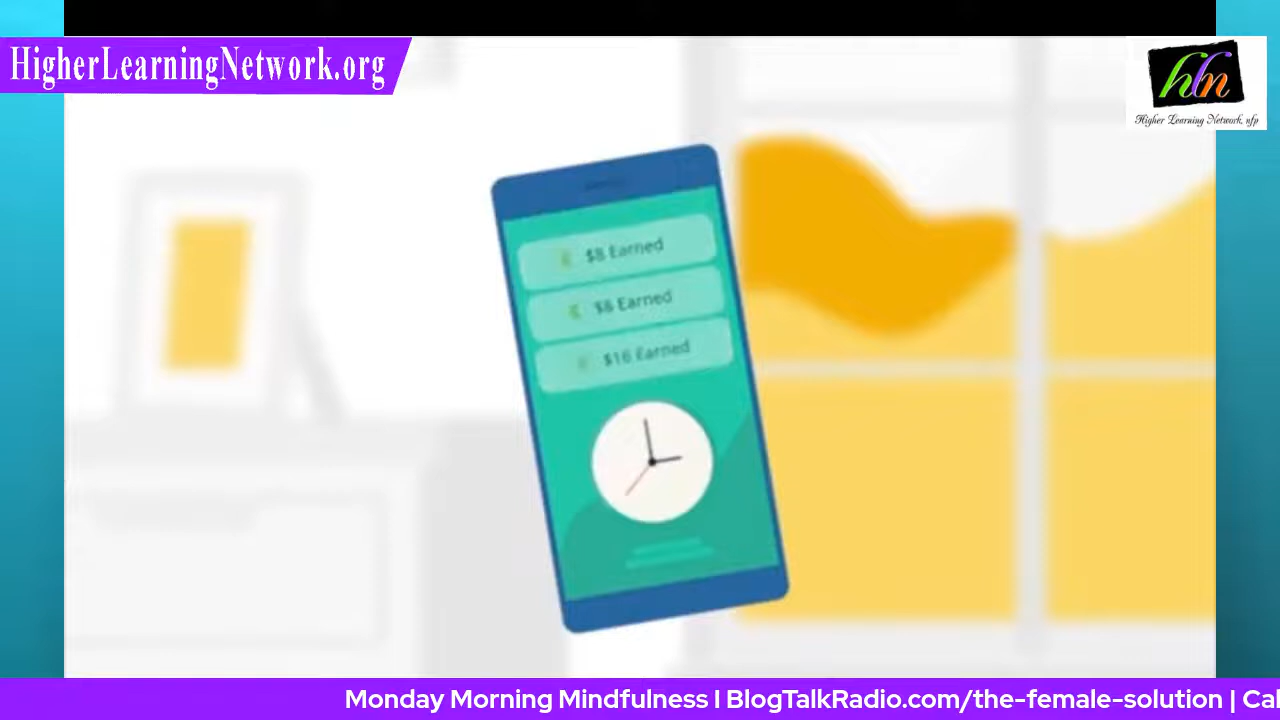 HigherLearningNetwork.org
hln
Higher Learning Network, nfp
$8 Earned
$6 Earned
$16 Earned
Monday Morning Mindfulness I BlogTalkRadio.com/the-female-solution | Cal